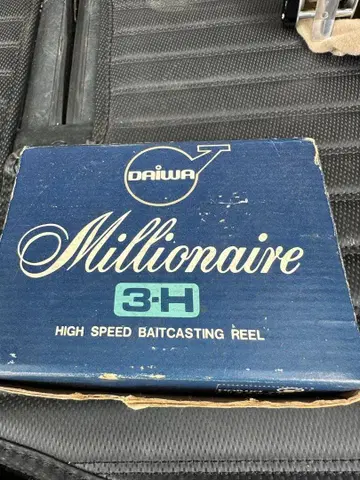 DAIWA
Millionaire
3-H
HIGH SPEED BAITCASTING REEL